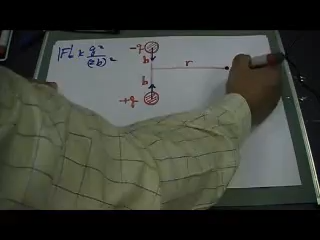 |F| = k q² / (2b)²
-q
b
r
b
+q